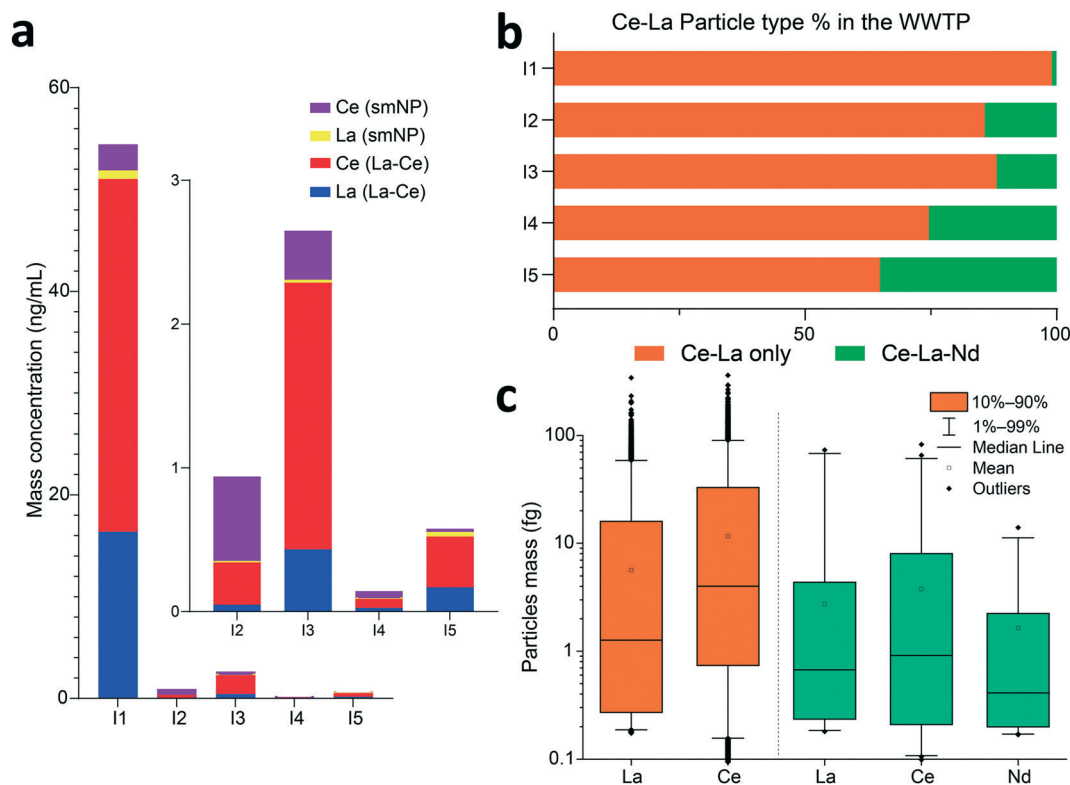 a
60
40
20
0
Mass concentration (ng/mL)
Ce (smNP)
La (smNP)
Ce (La-Ce)
La (La-Ce)
3
2
1
0
I2 I3 I4 I5
I1 I2 I3 I4 I5
b
Ce-La Particle type % in the WWTP
I1
I2
I3
I4
I5
0 50 100
Ce-La only Ce-La-Nd
c
10%–90%
1%–99%
Median Line
Mean
Outliers
100
10
1
0.1
Particles mass (fg)
La Ce La Ce Nd